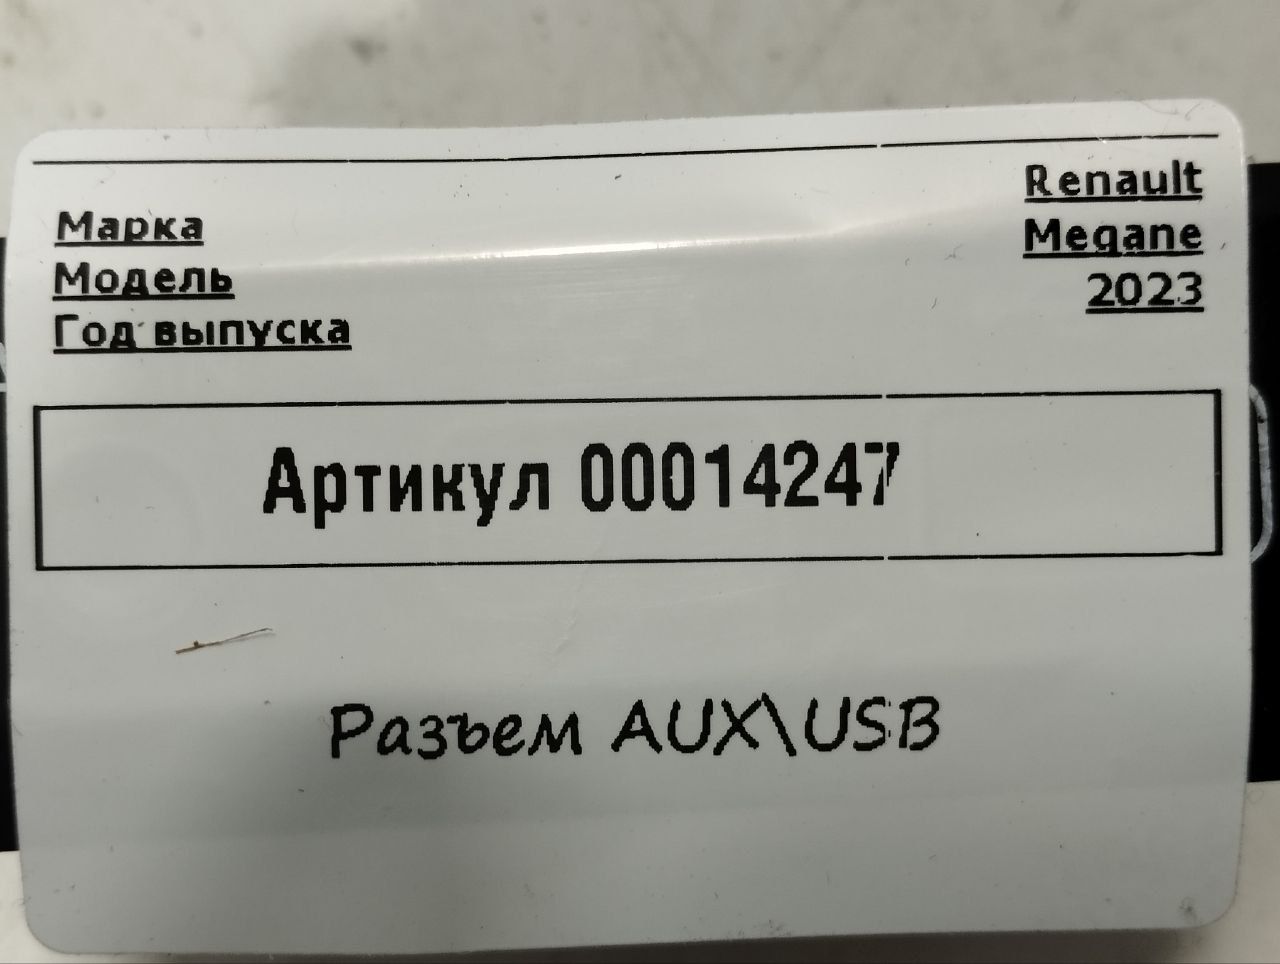 Марка Renault
Модель Megane
Год выпуска 2023
Артикул 00014247
Разъем AUX\USB